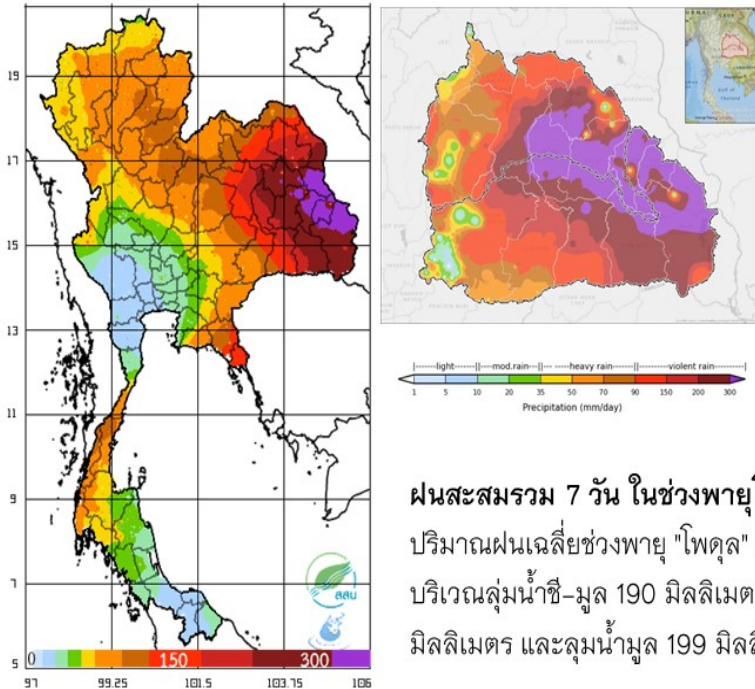 19
17
15
13
11
9
7
5
97 99.25 101.5 103.75 106
0 150 300
สสน
Gulf of Thailand
light mod.rain heavy rain violent rain
1 5 10 20 35 50 70 90 150 200 300
Precipitation (mm/day)
ฝนสะสมรวม 7 วัน ในช่วงพายุ
ปริมาณฝนเฉลี่ยช่วงพายุ "โพดุล"
บริเวณลุ่มน้ำชี-มูล 190 มิลลิเมต
มิลลิเมตร และลุมน้ำมูล 199 มิลลิ